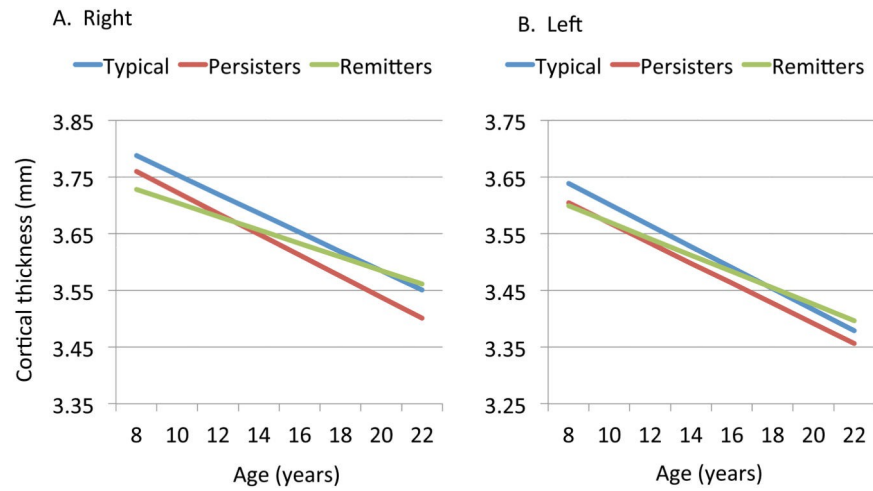 A. Right
Typical Persisters Remitters
3.85
3.75
3.65
3.55
3.45
3.35
Cortical thickness (mm)
8 10 12 14 16 18 20 22
Age (years)
B. Left
Typical Persisters Remitters
3.75
3.65
3.55
3.45
3.35
3.25
8 10 12 14 16 18 20 22
Age (years)